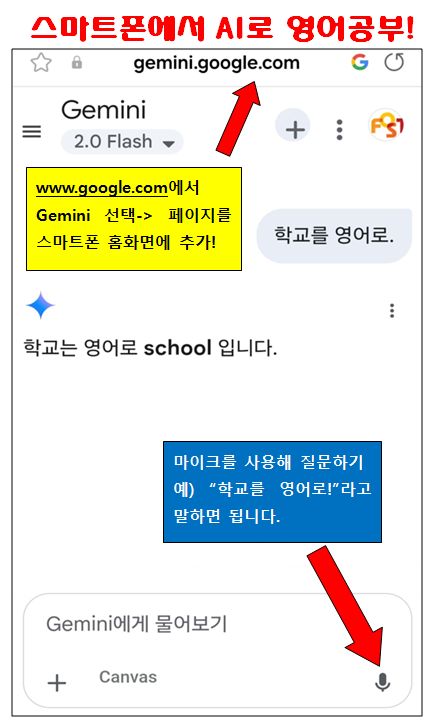 스마트폰에서 AI로 영어공부!
gemini.google.com
Gemini
2.0 Flash
www.google.com에서
Gemini 선택-> 페이지를
스마트폰 홈화면에 추가!
학교를 영어로.
학교는 영어로 school 입니다.
마이크를 사용해 질문하기
예) “학교를 영어로!”라고
말하면 됩니다.
Gemini에게 물어보기
Canvas